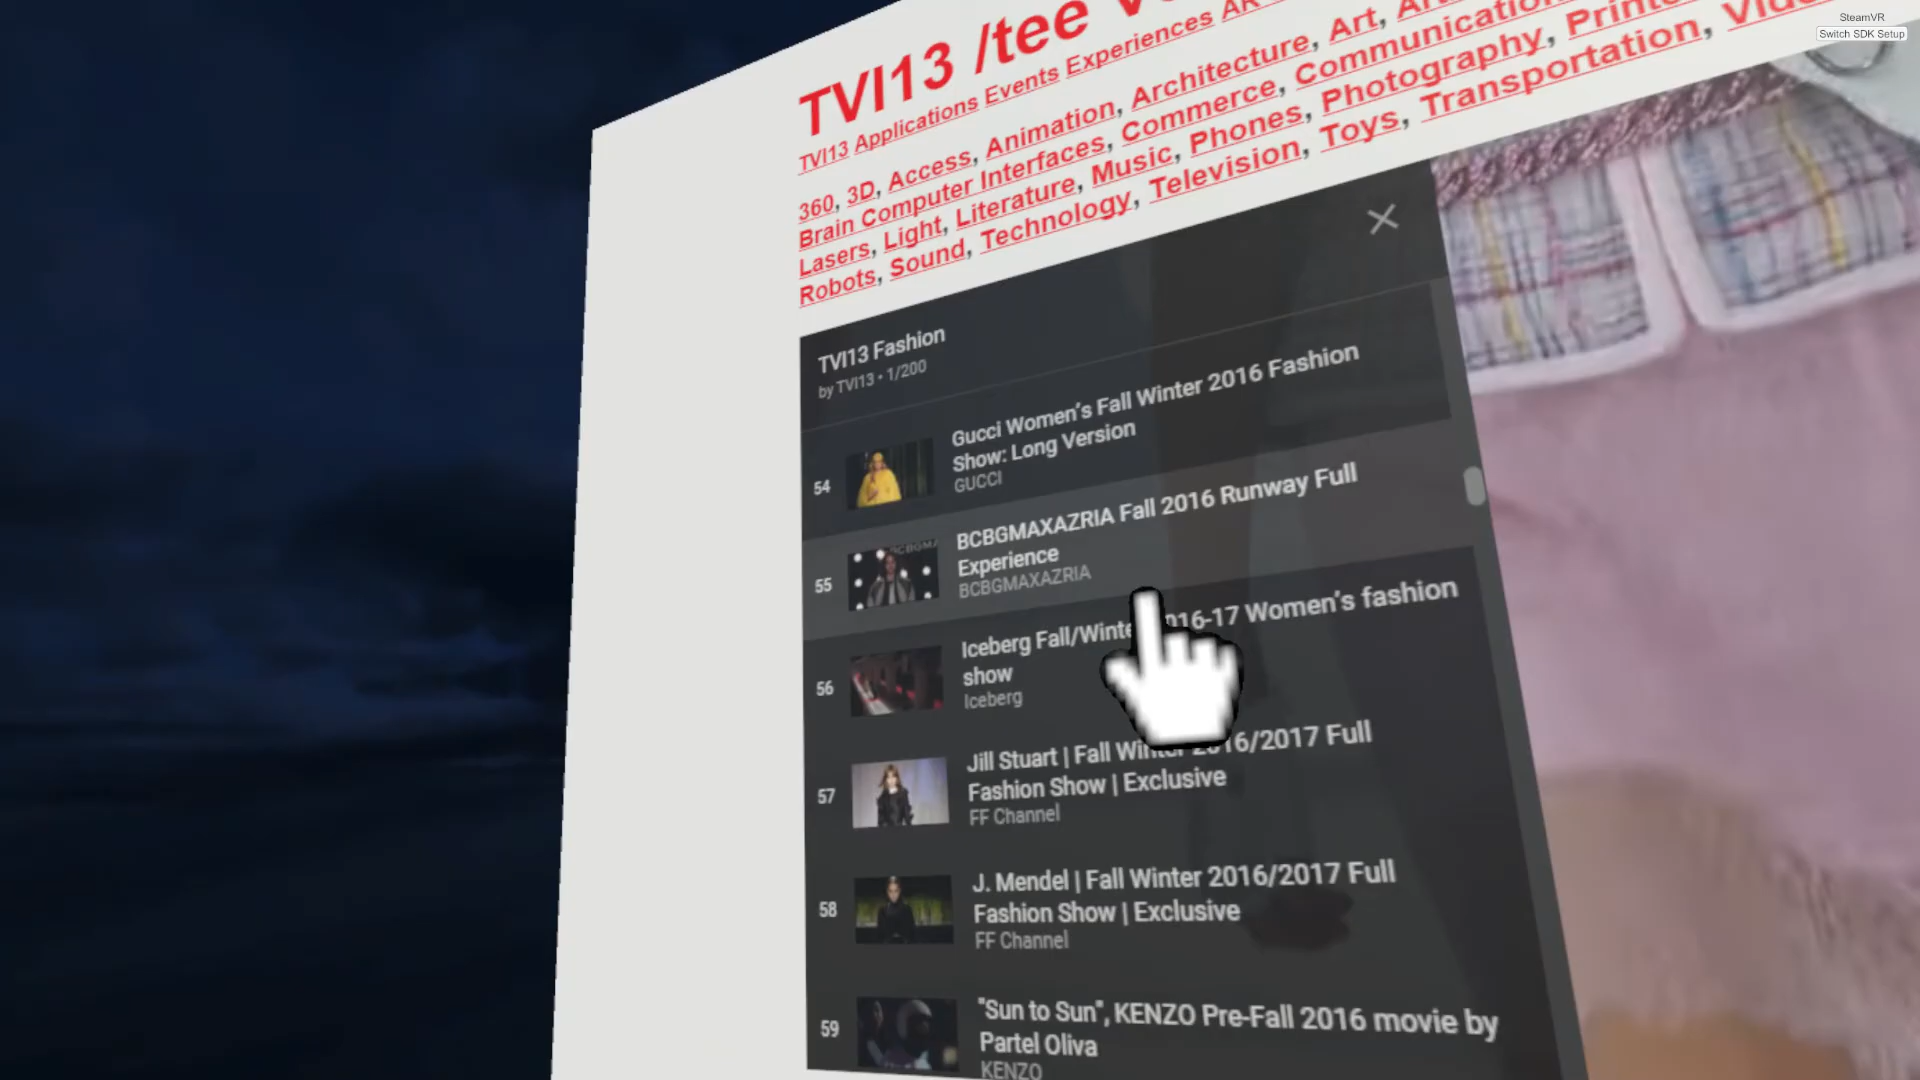 SteamVR
Switch SDK Setup
TVI13 /tee
TVI13 Applications Events Experiences AR
360, 3D, Access, Animation, Architecture, Art,
Brain Computer Interfaces, Commerce,
Lasers, Light, Literature, Music, Phones, Photography,
Robots, Sound, Technology, Television, Toys, Transportation,
TVI13 Fashion
by TVI13 • 1/200
54
Gucci Women's Fall Winter 2016 Fashion
Show: Long Version
GUCCI
55
BCBGMAXAZRIA Fall 2016 Runway Full
Experience
BCBGMAXAZRIA
56
Iceberg Fall/Winte 016-17 Women's fashion
show
Iceberg
57
Jill Stuart | Fall Winter 2016/2017 Full
Fashion Show | Exclusive
FF Channel
58
J. Mendel | Fall Winter 2016/2017 Full
Fashion Show | Exclusive
FF Channel
59
"Sun to Sun", KENZO Pre-Fall 2016 movie by
Partel Oliva
KENZO